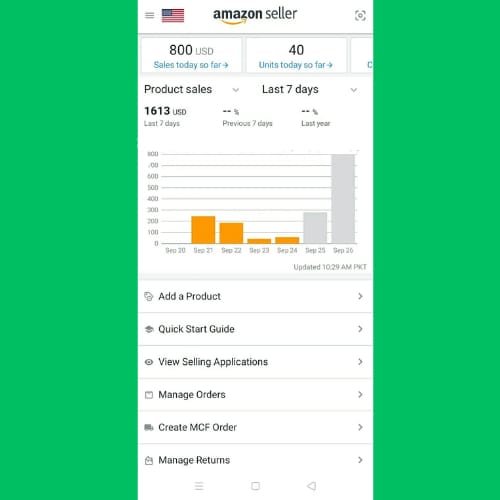 amazon seller
800 USD
Sales today so far→
40
Units today so far→
C
Product sales
Last 7 days
1613 USD
Last 7 days
-- %
Previous 7 days
-- %
Last year
800
700
600
500
400
300
200
100
0
Sep 20 Sep 21 Sep 22 Sep 23 Sep 24 Sep 25 Sep 26
Updated 10:29 AM PKT
Add a Product
Quick Start Guide
View Selling Applications
Manage Orders
Create MCF Order
Manage Returns